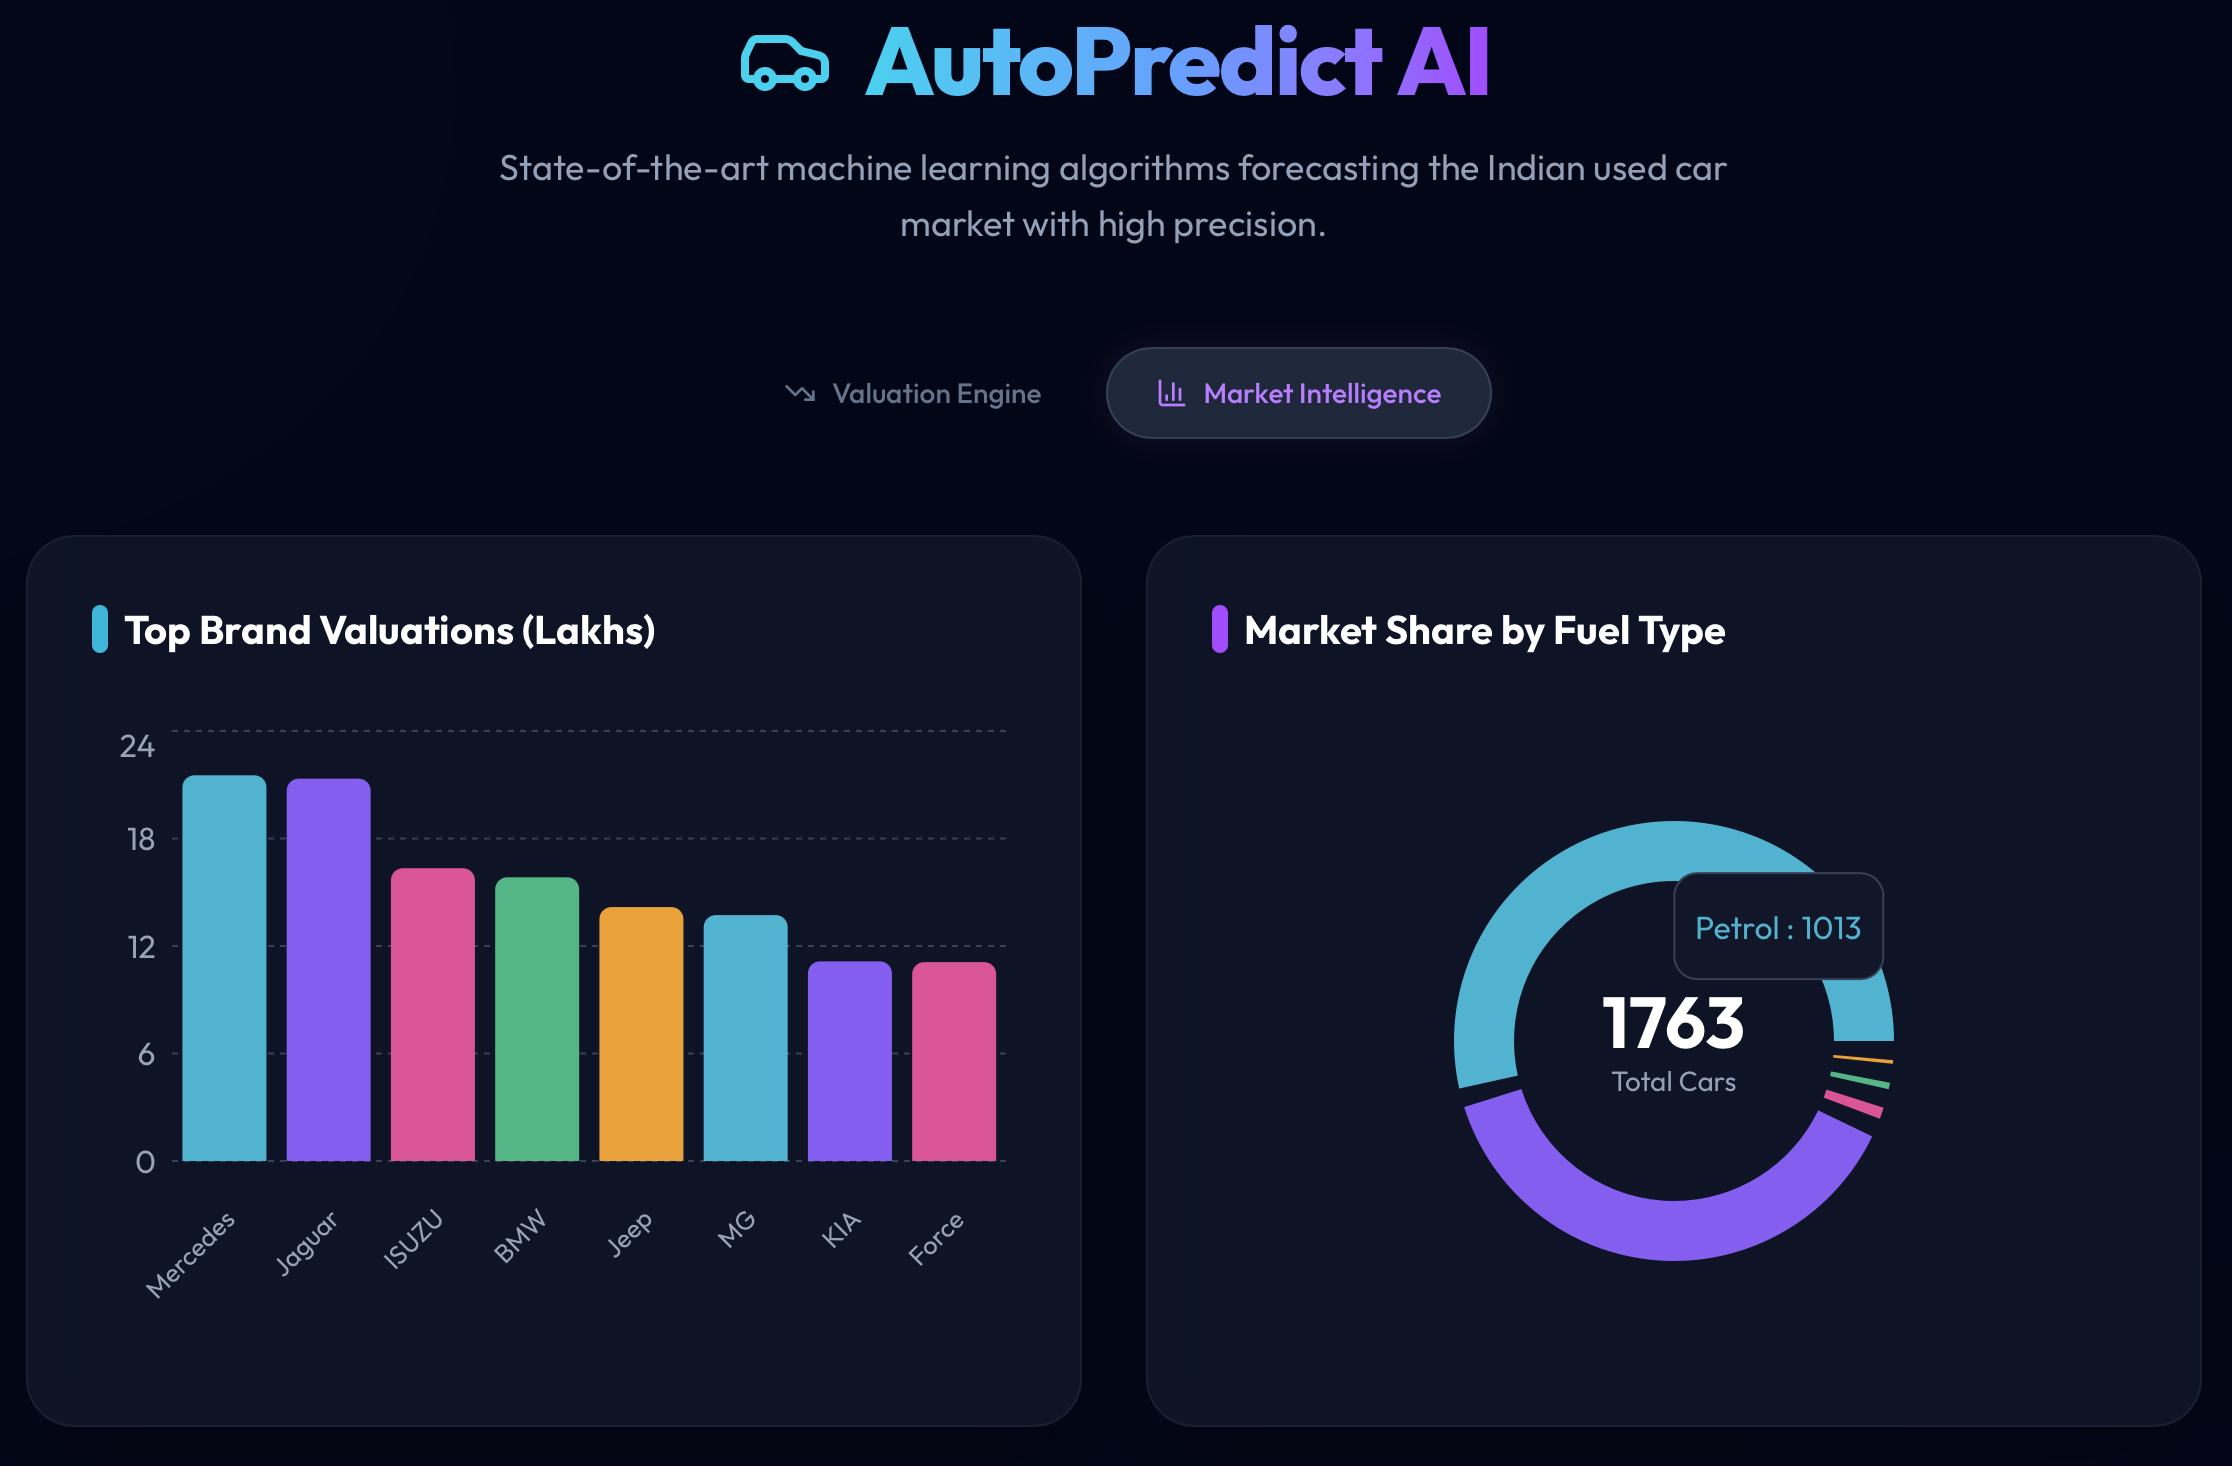 AutoPredict AI
State-of-the-art machine learning algorithms forecasting the Indian used car
market with high precision.
Valuation Engine
Market Intelligence
Top Brand Valuations (Lakhs)
24
18
12
6
0
Mercedes
Jaguar
ISUZU
BMW
Jeep
MG
KIA
Force
Market Share by Fuel Type
Petrol : 1013
1763
Total Cars